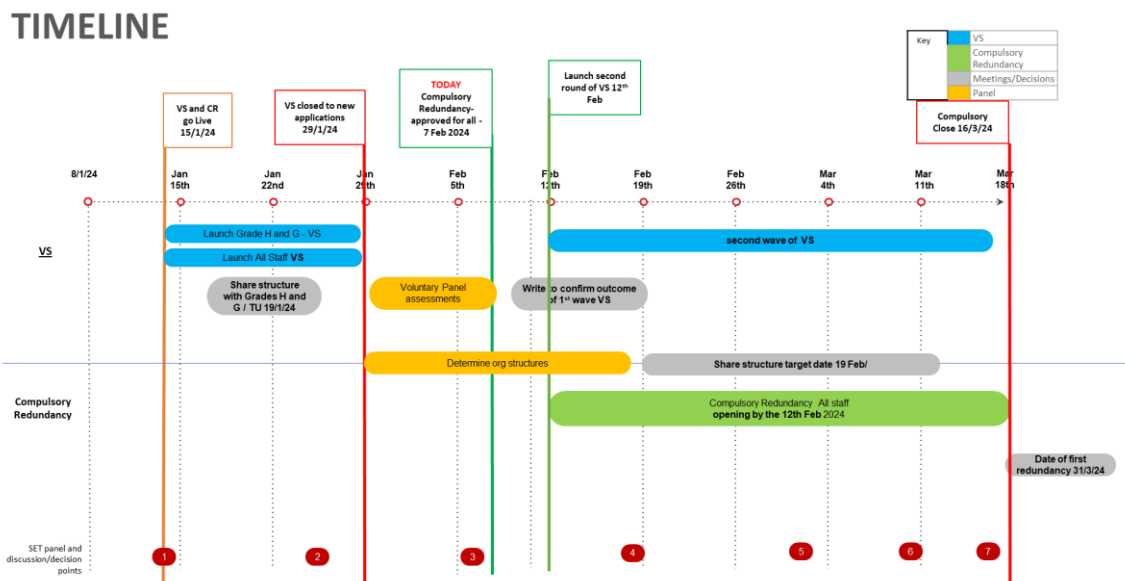 TIMELINE
Key
VS
Compulsory
Redundancy
Meetings/Decisions
Panel
VS and CR
go Live
15/1/24
VS closed to new
applications
29/1/24
TODAY
Compulsory
Redundancy-
approved for all -
7 Feb 2024
Launch second
round of VS 12th
Feb
Compulsory
Close 16/3/24
8/1/24
Jan
15th
Jan
22nd
Jan
29th
Feb
5th
Feb
12th
Feb
19th
Feb
26th
Mar
4th
Mar
11th
Mar
18th
VS
Launch Grade H and G - VS
Launch All Staff VS
second wave of VS
Share structure
with Grades H and
G / TU 19/1/24
Voluntary Panel
assessments
Write to confirm outcome
of 1st wave VS
Determine org structures
Share structure target date 19 Feb/
Compulsory
Redundancy
Compulsory Redundancy All staff
opening by the 12th Feb 2024
Date of first
redundancy 31/3/24
SET panel and
discussion/decision
points
1
2
3
4
5
6
7